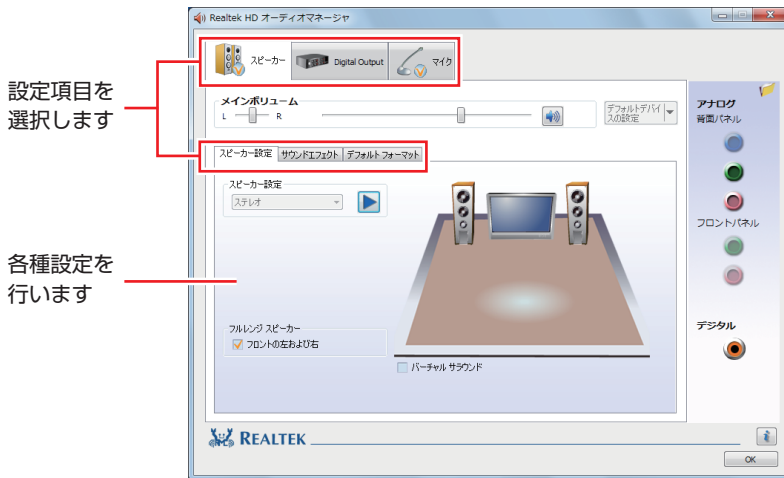 Realtek HD オーディオマネージャ
スピーカー
Digital Output
マイク
設定項目を
選択します
メインボリューム
L
R
デフォルトデバイ
スの設定
スピーカー設定
サウンドエフェクト
デフォルト フォーマット
スピーカー設定
ステレオ
各種設定を
行います
フルレンジ スピーカー
フロントの左および右
バーチャル サラウンド
アナログ
背面パネル
フロントパネル
デジタル
REALTEK
i
OK